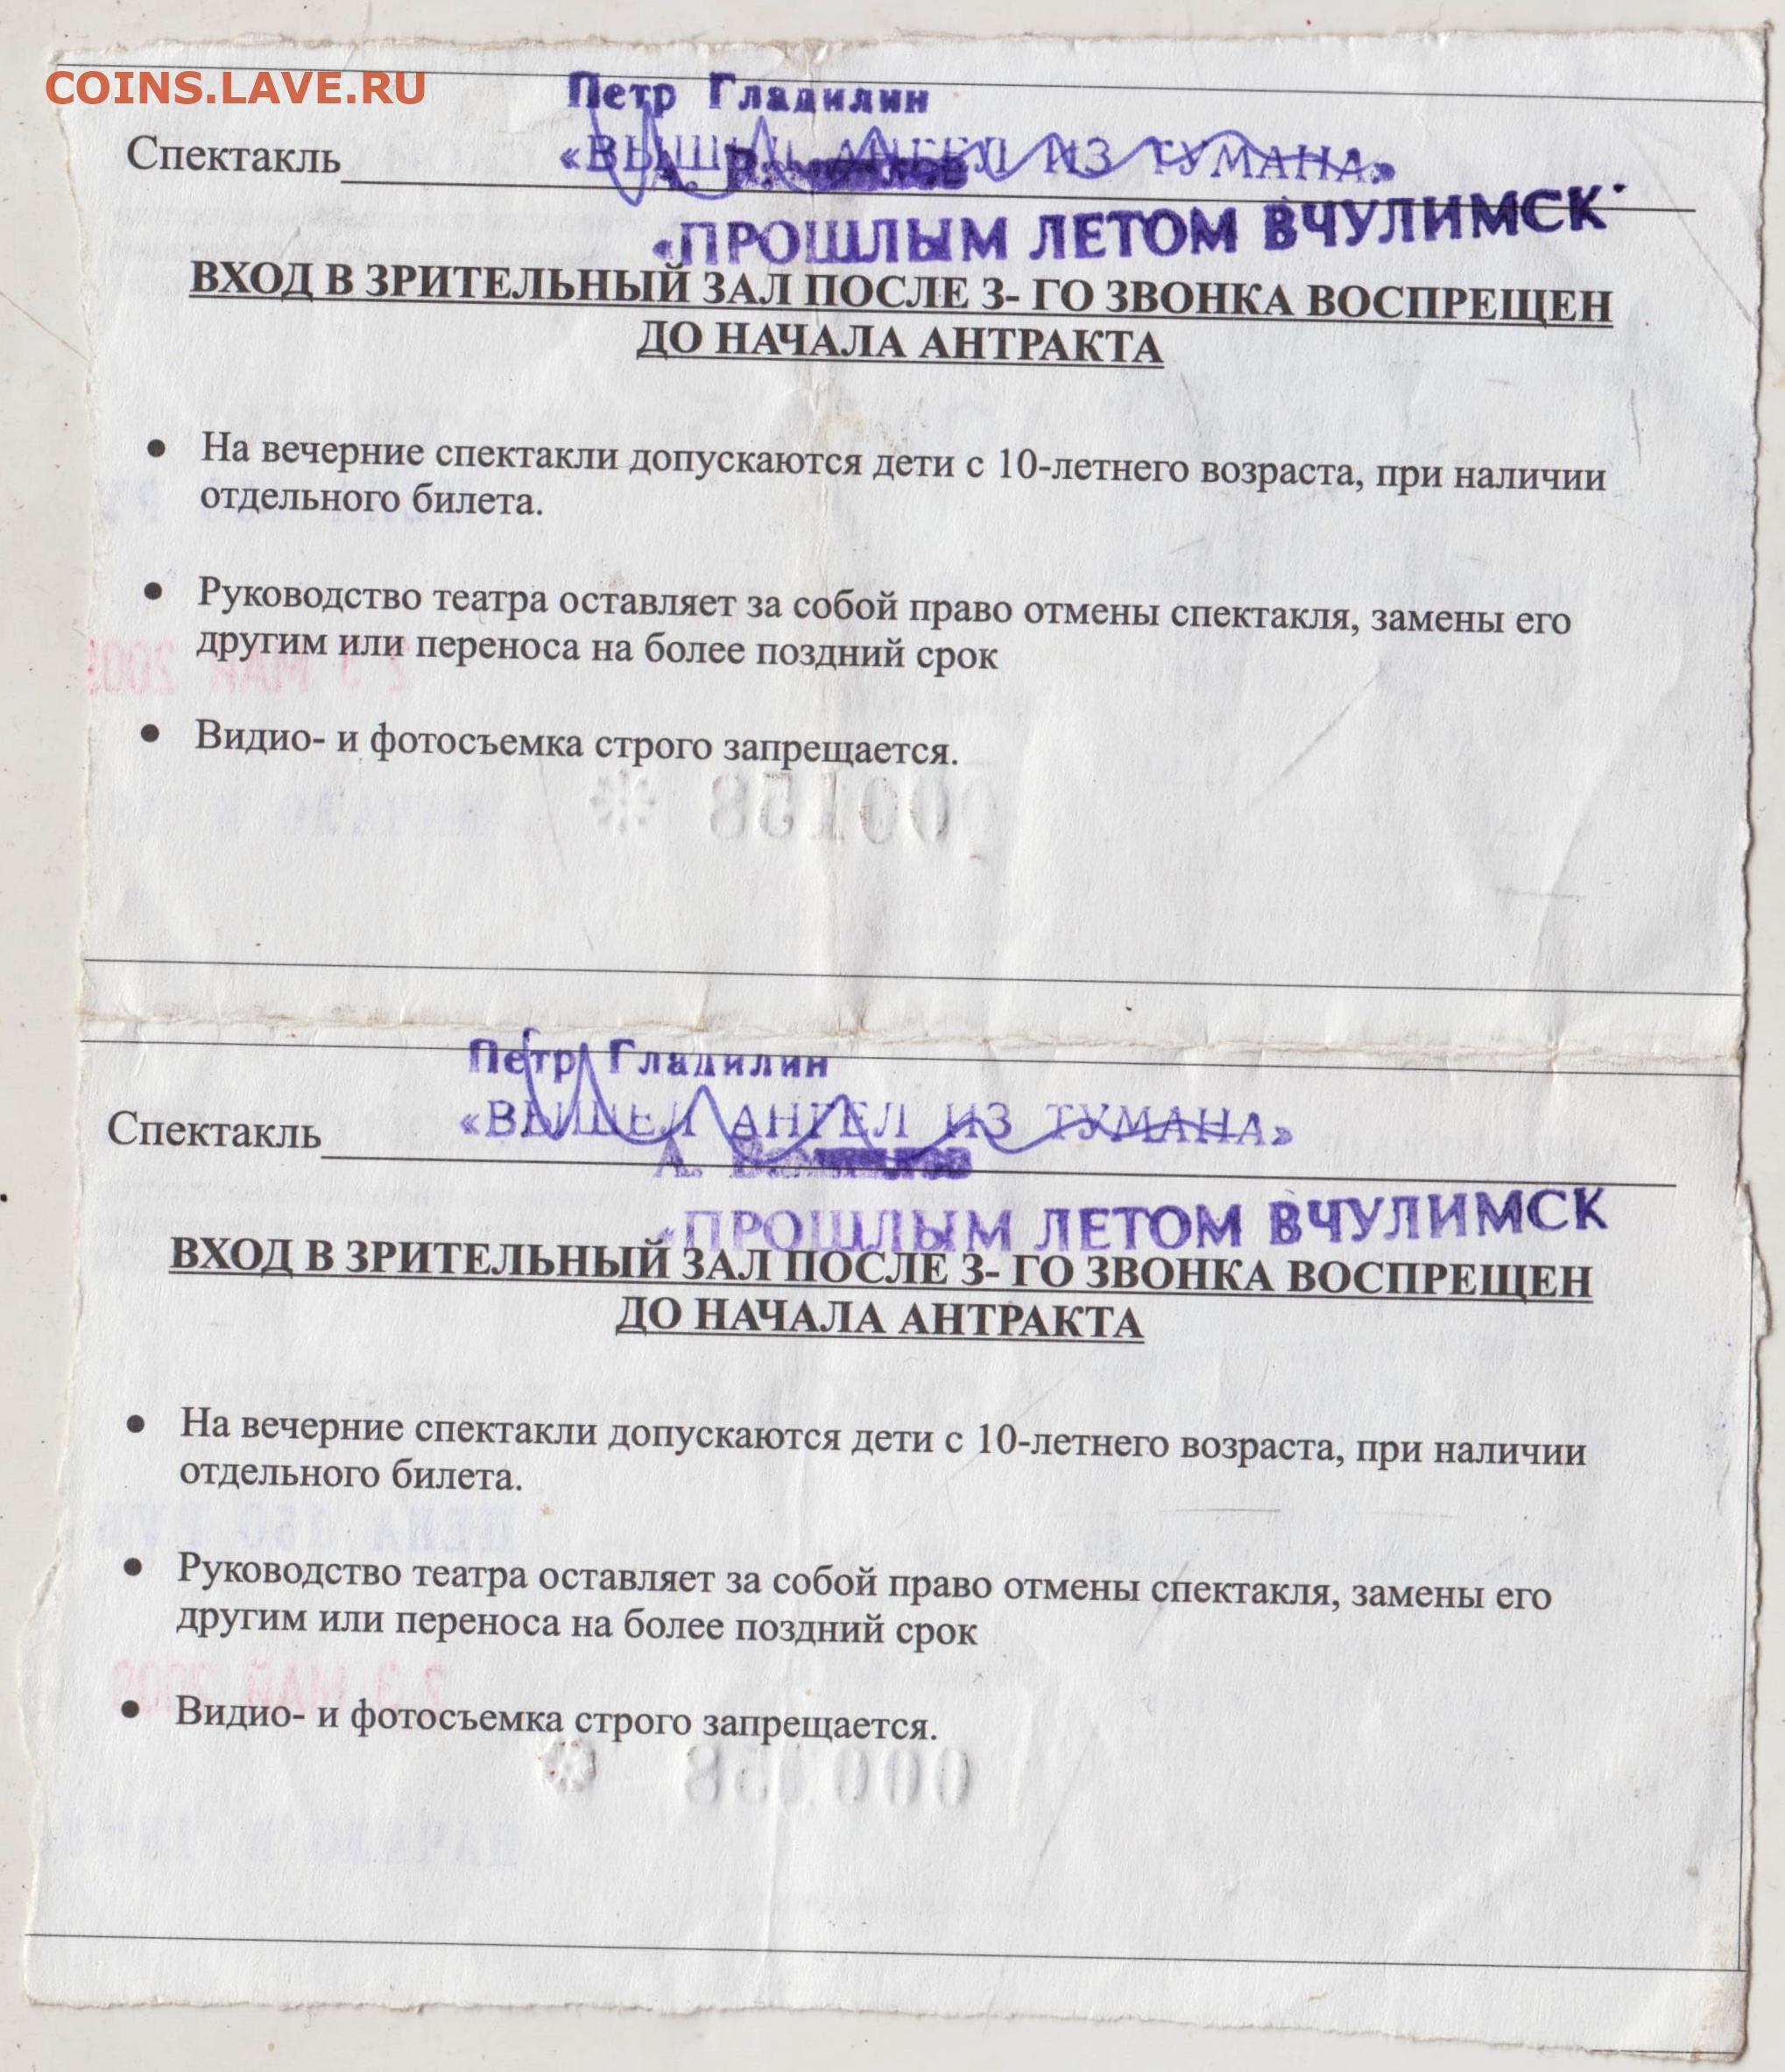 COINS.LAVE.RU
Петр Гладилин
Спектакль «ВЫШЕЛ АНГЕЛ ИЗ ТУМАНА»
А.
«ПРОШЛЫМ ЛЕТОМ ВЧУЛИМСК
ВХОД В ЗРИТЕЛЬНЫЙ ЗАЛ ПОСЛЕ 3- ГО ЗВОНКА ВОСПРЕЩЕН
ДО НАЧАЛА АНТРАКТА
● На вечерние спектакли допускаются дети с 10-летнего возраста, при наличии
отдельного билета.
● Руководство театра оставляет за собой право отмены спектакля, замены его
другим или переноса на более поздний срок
● Видио- и фотосъемка строго запрещается.
000158 *
Петр Гладилин
Спектакль «ВЫШЕЛ АНГЕЛ ИЗ ТУМАНА»
А.
«ПРОШЛЫМ ЛЕТОМ ВЧУЛИМСК
ВХОД В ЗРИТЕЛЬНЫЙ ЗАЛ ПОСЛЕ 3- ГО ЗВОНКА ВОСПРЕЩЕН
ДО НАЧАЛА АНТРАКТА
● На вечерние спектакли допускаются дети с 10-летнего возраста, при наличии
отдельного билета.
● Руководство театра оставляет за собой право отмены спектакля, замены его
другим или переноса на более поздний срок
● Видио- и фотосъемка строго запрещается.